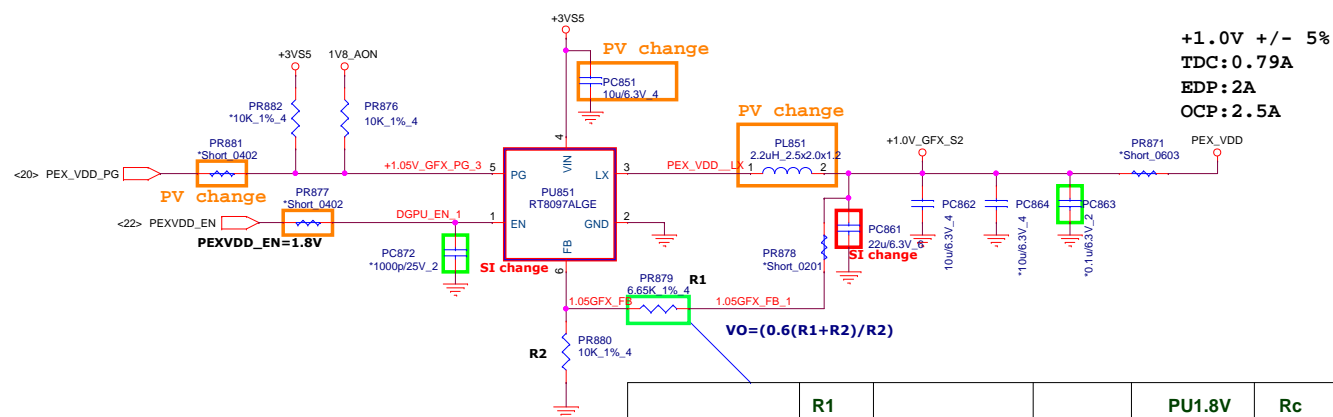 +3VS5
PV change
+1.0V +/- 5%
TDC:0.79A
EDP:2A
OCP:2.5A
+3VS5
1V8_AON
PC851
10u/6.3V_4
PV change
PR882
*10K_1%_4
PR876
10K_1%_4
PL851
2.2uH_2.5x2.0x1.2
+1.0V_GFX_S2
PR871
*Short_0603
PEX_VDD
PR881
*Short_0402
4
VIN
<20> PEX_VDD_PG
+1.05V_GFX_PG_3
5
PG
LX
3
PEX_VDD__LX
1
2
PV change
PU851
RT8097ALGE
PR877
*Short_0402
<22> PEXVDD_EN
DGPU_EN_1
1
EN
GND
2
PEXVDD_EN=1.8V
FB
6
PC872
*1000p/25V_2
SI change
PC861
22u/6.3V_6
SI change
PC862
10u/6.3V_4
PC864
*10u/6.3V_4
PC863
*0.1u/6.3V_2
PR878
*Short_0201
PR879
6.65K_1%_4
R1
1.05GFX_FB
1.05GFX_FB_1
VO=(0.6(R1+R2)/R2)
R2
PR880
10K_1%_4
R1
PU1.8V
Rc